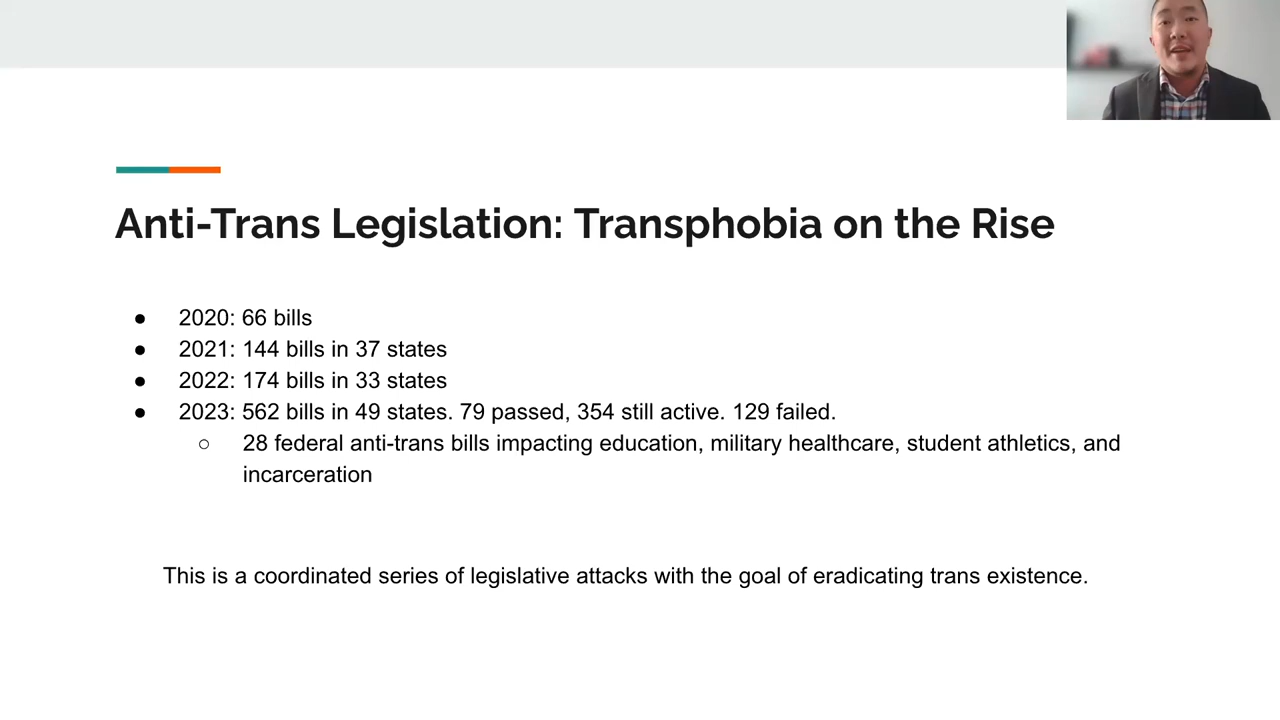 Anti-Trans Legislation: Transphobia on the Rise
● 2020: 66 bills
● 2021: 144 bills in 37 states
● 2022: 174 bills in 33 states
● 2023: 562 bills in 49 states. 79 passed, 354 still active. 129 failed.
○ 28 federal anti-trans bills impacting education, military healthcare, student athletics, and
incarceration
This is a coordinated series of legislative attacks with the goal of eradicating trans existence.